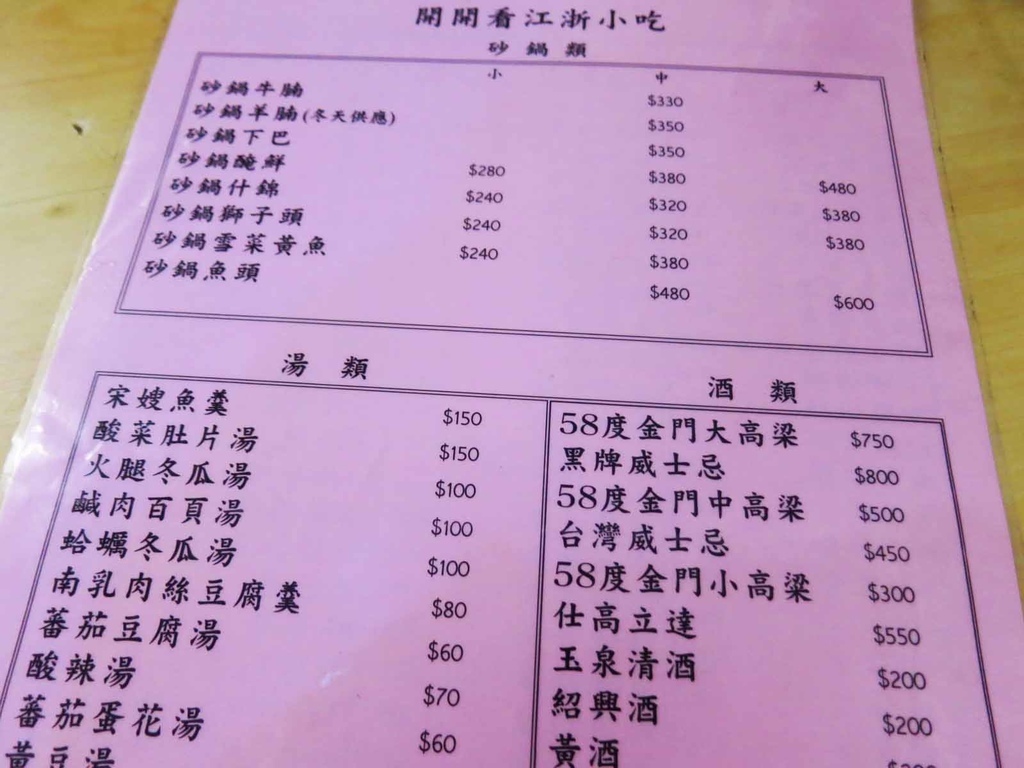 開開看江浙小吃
砂鍋類
小 中 大
砂鍋牛腩 $330
砂鍋羊腩(冬天供應) $350
砂鍋下巴 $350
砂鍋醃鮮 $280 $380 $480
砂鍋什錦 $240 $320 $380
砂鍋獅子頭 $240 $320 $380
砂鍋雪菜黃魚 $240 $380
砂鍋魚頭 $480 $600
湯類
宋嫂魚羹 $150
酸菜肚片湯 $150
火腿冬瓜湯 $100
鹹肉百頁湯 $100
蛤蠣冬瓜湯 $100
南乳肉絲豆腐羹 $80
蕃茄豆腐湯 $60
酸辣湯 $70
蕃茄蛋花湯 $60
黃豆湯
酒類
58度金門大高梁 $750
黑牌威士忌 $800
58度金門中高梁 $500
台灣威士忌 $450
58度金門小高粱 $300
仕高立達 $550
玉泉清酒 $200
紹興酒 $200
黃酒